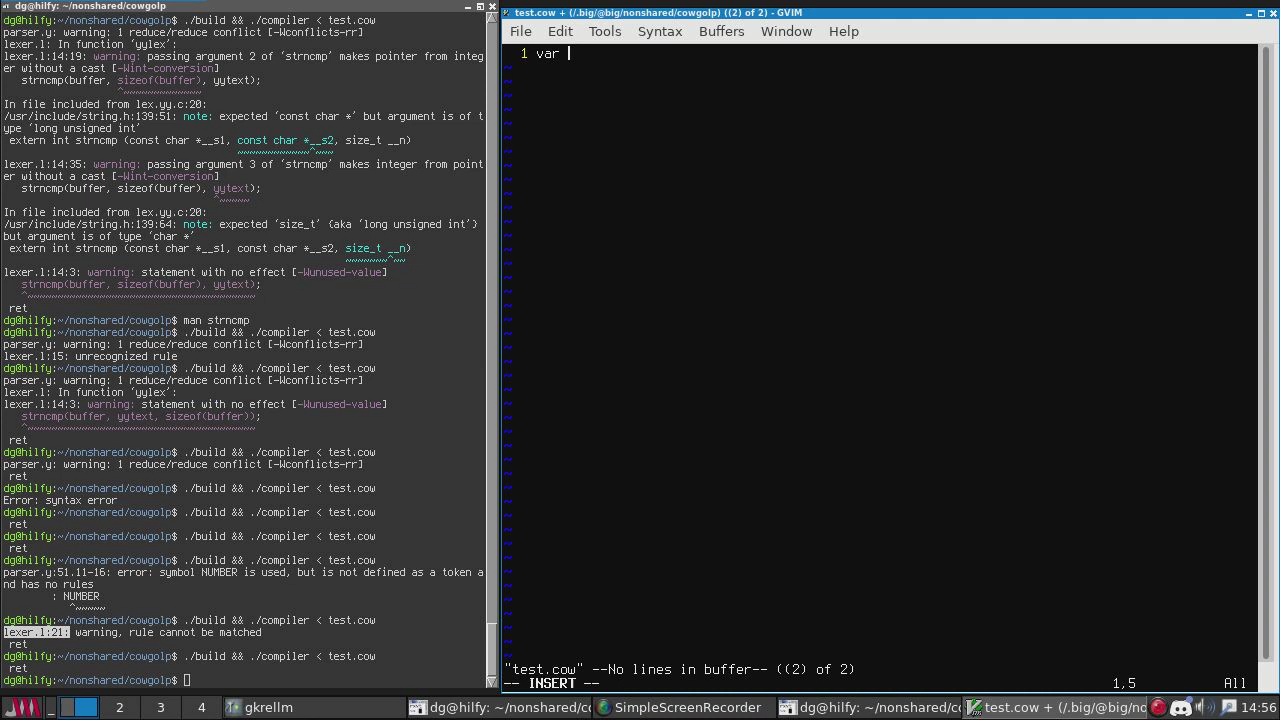 dg@hilfy: ~/nonshared/cowgolp
dg@hilfy:~/nonshared/cowgolp$ ./build && ./compiler < test.cow
parser.y: warning: 1 reduce/reduce conflict [-Wconflicts-rr]
lexer.l: In function ‘yylex’:
lexer.l:14:19: warning: passing argument 2 of ‘strncmp’ makes pointer from integ
er without a cast [-Wint-conversion]
strncmp(buffer, sizeof(buffer), yytext);
^~~~~~~~~~~~~~
In file included from lex.yy.c:20:
/usr/include/string.h:139:51: note: expected ‘const char *’ but argument is of t
ype ‘long unsigned int’
extern int strncmp (const char *__s1, const char *__s2, size_t __n)
~~~~~~~~~~~~^~~~
lexer.l:14:35: warning: passing argument 3 of ‘strncmp’ makes integer from point
er without a cast [-Wint-conversion]
strncmp(buffer, sizeof(buffer), yytext);
^~~~~~
In file included from lex.yy.c:20:
/usr/include/string.h:139:64: note: expected ‘size_t’ {aka ‘long unsigned int’}
but argument is of type ‘char *’
extern int strncmp (const char *__s1, const char *__s2, size_t __n)
~~~~~~~^~~
lexer.l:14:3: warning: statement with no effect [-Wunused-value]
strncmp(buffer, sizeof(buffer), yytext);
^~~~~~~~~~~~~~~~~~~~~~~~~~~~~~~~~~~~~~~
ret
dg@hilfy:~/nonshared/cowgolp$ man strncmp
dg@hilfy:~/nonshared/cowgolp$ ./build && ./compiler < test.cow
parser.y: warning: 1 reduce/reduce conflict [-Wconflicts-rr]
lexer.l:15: unrecognized rule
dg@hilfy:~/nonshared/cowgolp$ ./build && ./compiler < test.cow
parser.y: warning: 1 reduce/reduce conflict [-Wconflicts-rr]
lexer.l: In function ‘yylex’:
lexer.l:14:3: warning: statement with no effect [-Wunused-value]
strncmp(buffer, yytext, sizeof(buffer));
^~~~~~~~~~~~~~~~~~~~~~~~~~~~~~~~~~~~~~~
ret
dg@hilfy:~/nonshared/cowgolp$ ./build && ./compiler < test.cow
parser.y: warning: 1 reduce/reduce conflict [-Wconflicts-rr]
ret
dg@hilfy:~/nonshared/cowgolp$ ./build && ./compiler < test.cow
Error: syntax error
dg@hilfy:~/nonshared/cowgolp$ ./build && ./compiler < test.cow
ret
dg@hilfy:~/nonshared/cowgolp$ ./build && ./compiler < test.cow
ret
dg@hilfy:~/nonshared/cowgolp$ ./build && ./compiler < test.cow
parser.y:51.11-16: error: symbol NUMBER is used, but is not defined as a token a
nd has no rules
: NUMBER
^~~~~~
dg@hilfy:~/nonshared/cowgolp$ ./build && ./compiler < test.cow
lexer.l:21: warning, rule cannot be matched
ret
dg@hilfy:~/nonshared/cowgolp$ ./build && ./compiler < test.cow
ret
dg@hilfy:~/nonshared/cowgolp$
test.cow + (/.big/@big/nonshared/cowgolp) ((2) of 2) - GVIM
File Edit Tools Syntax Buffers Window Help
1 var
"test.cow" --No lines in buffer-- ((2) of 2)
-- INSERT -- 1,5 All
2 3 4 gkrellm dg@hilfy: ~/nonshared/co SimpleScreenRecorder dg@hilfy: ~/nonshared/co test.cow + (/.big/@big/no 14:56